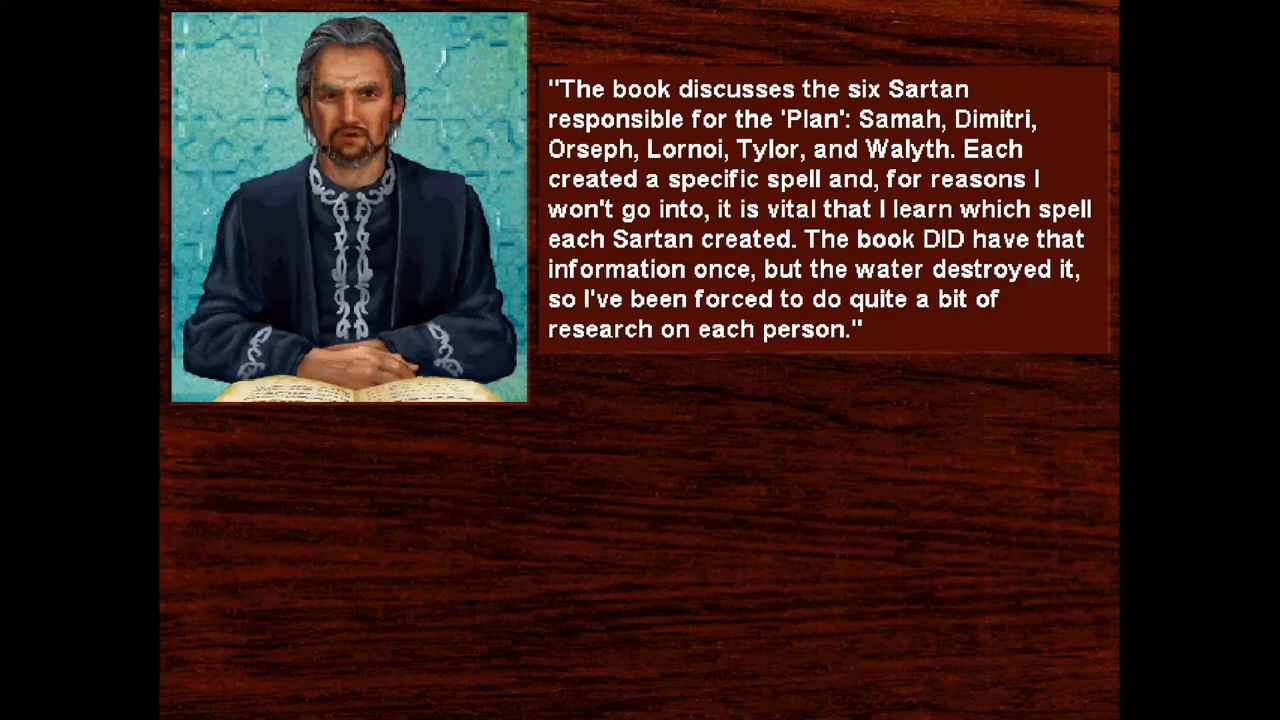 "The book discusses the six Sartan
responsible for the 'Plan': Samah, Dimitri,
Orseph, Lornoi, Tylor, and Walyth. Each
created a specific spell and, for reasons I
won't go into, it is vital that I learn which spell
each Sartan created. The book DID have that
information once, but the water destroyed it,
so I've been forced to do quite a bit of
research on each person."